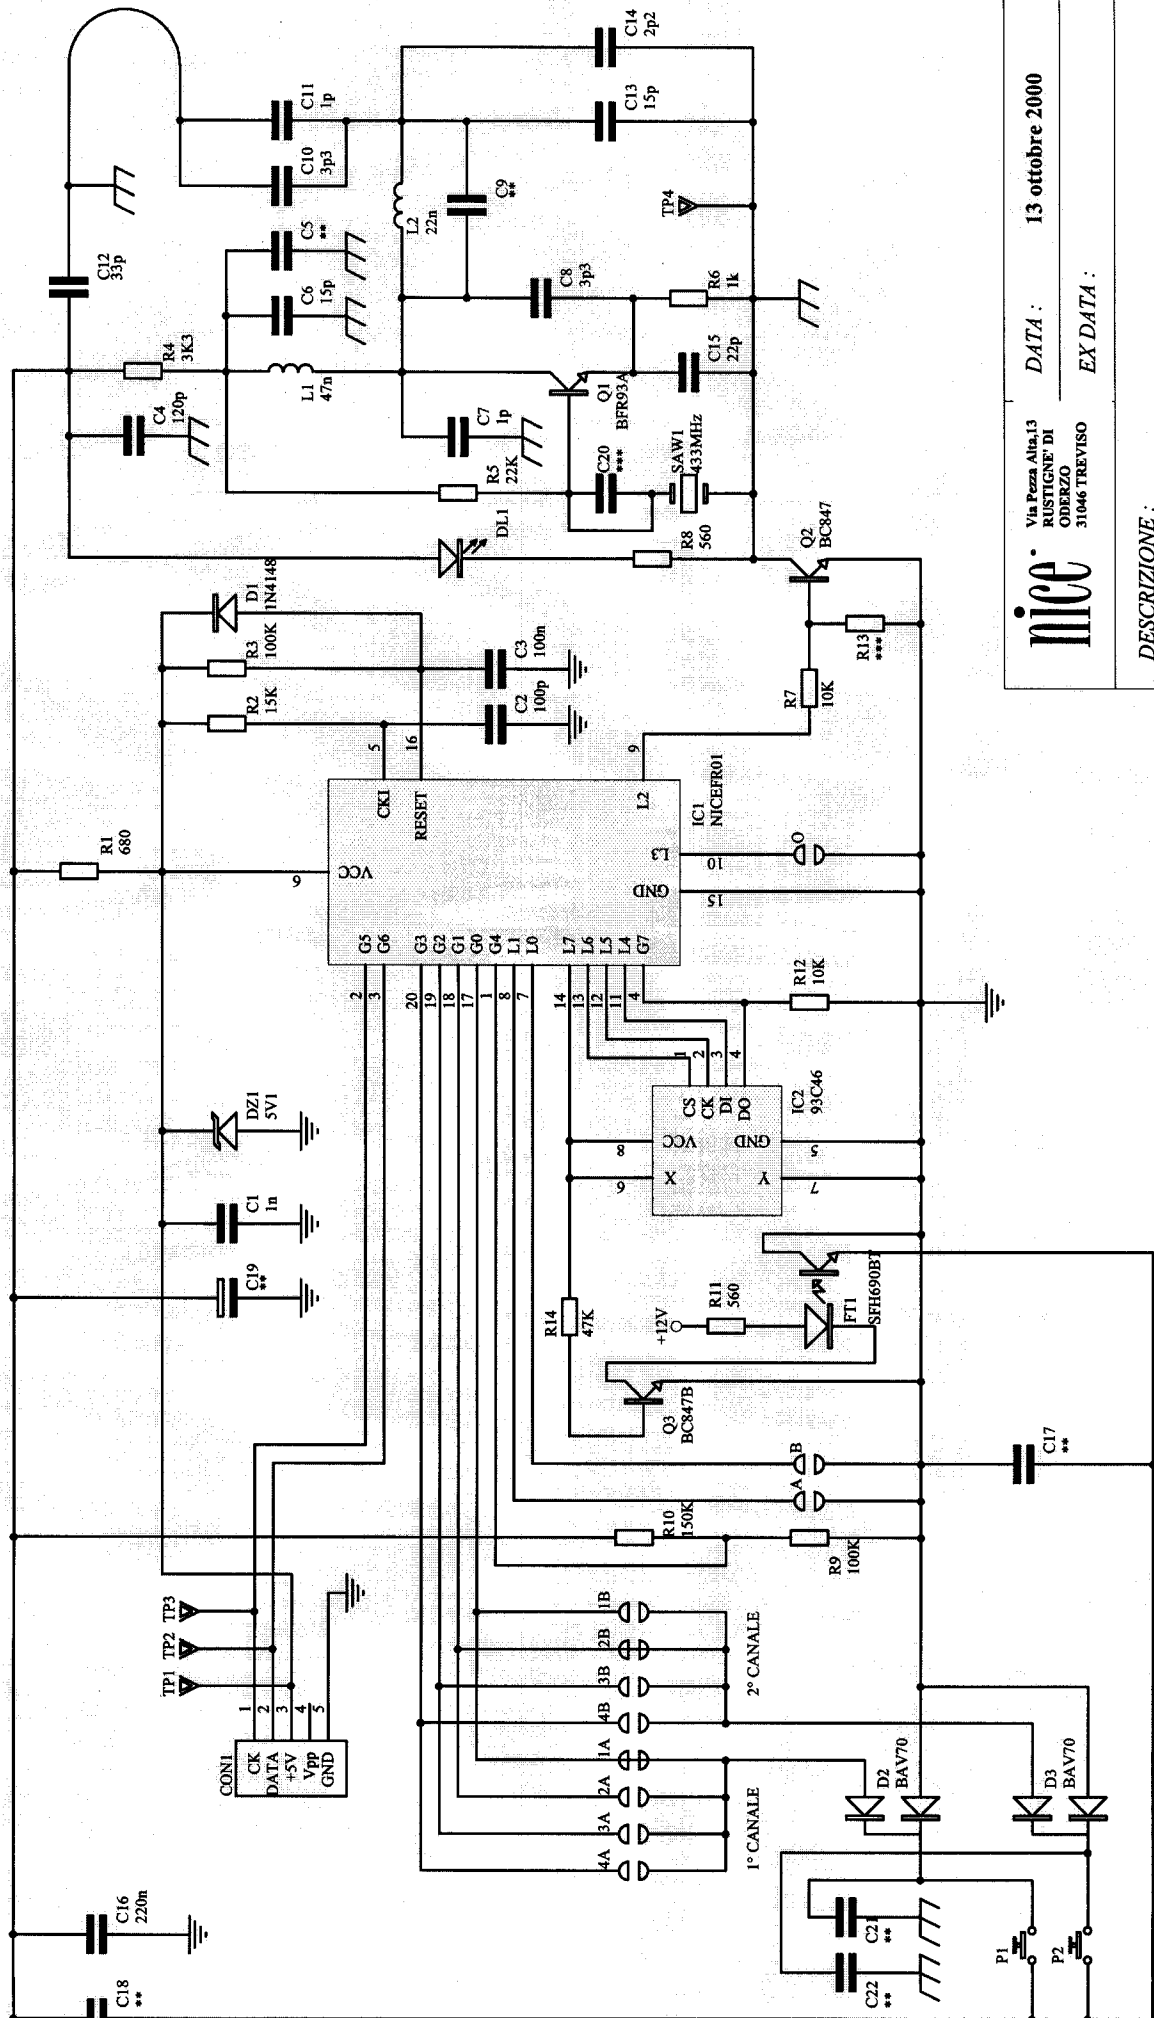 C18
**
C16
220n
CON1
CK
DATA
+5V
Vpp
GND
1
2
3
4
5
TP1
TP2
TP3
C19
**
C1
1n
DZ1
5V1
R1
680
R2
15K
R3
100K
D1
1N4148
C4
120p
R4
3K3
C12
33p
C2
100p
C3
100n
DL1
R5
22K
L1
47n
C6
15p
C5
**
C10
3p3
C11
1p
C7
1p
L2
22n
C9
**
C14
2p2
C13
15p
C8
3p3
Q1
BFR93A
C20
***
SAW1
433MHz
C15
22p
R6
1k
TP4
R8
560
Q2
BC847
R13
***
R7
10K
IC1
NICEFR01
VCC
6
CKI
5
RESET
16
L2
9
L3
10
GND
15
O
G5
G6
G3
G2
G1
G0
G4
L1
L0
L7
L6
L5
L4
G7
2
3
20
19
18
17
1
8
7
14
13
12
11
4
R12
10K
IC2
93C46
CS
CK
DI
DO
1
2
3
4
VCC
GND
X
Y
8
6
5
7
R14
47K
+12V
R11
560
FT1
SFH690BT
Q3
BC847B
C17
**
A
B
R10
150K
R9
100K
4A
3A
2A
1A
4B
3B
2B
1B
1° CANALE
2° CANALE
D2
BAV70
D3
BAV70
C21
**
C22
**
P1
P2
nice
Via Pezza Alta,13
RUSTIGNE' DI
ODERZO
31046 TREVISO
DATA :
13 ottobre 2000
EX DATA :
DESCRIZIONE :